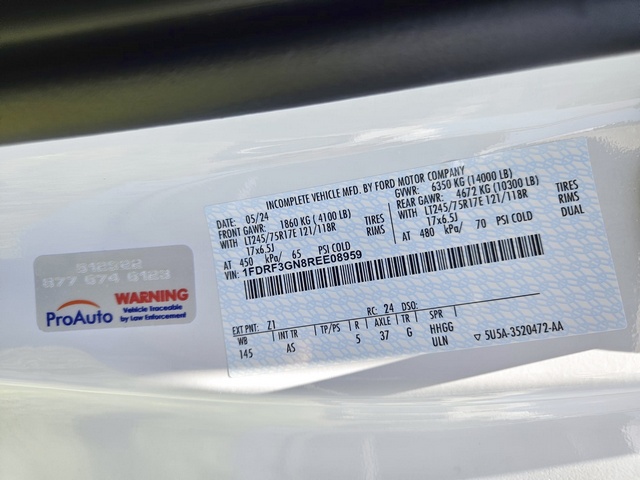 INCOMPLETE VEHICLE MFD. BY FORD MOTOR COMPANY
DATE: 05/24 GVWR: 6350 KG (14000 LB)
FRONT GAWR: 1860 KG (4100 LB) REAR GAWR: 4672 KG (10300 LB)
WITH LT245/75R17E 121/118R TIRES WITH LT245/75R17E 121/118R TIRES
17x6.5J RIMS 17x6.5J RIMS
AT 450 kPa/ 65 PSI COLD AT 480 kPa/ 70 PSI COLD DUAL
VIN: 1FDRF3GN8REE08959
EXT PNT: Z1 RC: 24 DSO:
WB INT TR TP/PS R AXLE TR SPR
145 AS 5 37 G HHGG
ULN
▽ 5U5A-3520472-AA
512922
877 674 6123
ProAuto
WARNING
Vehicle Traceable
by Law Enforcement